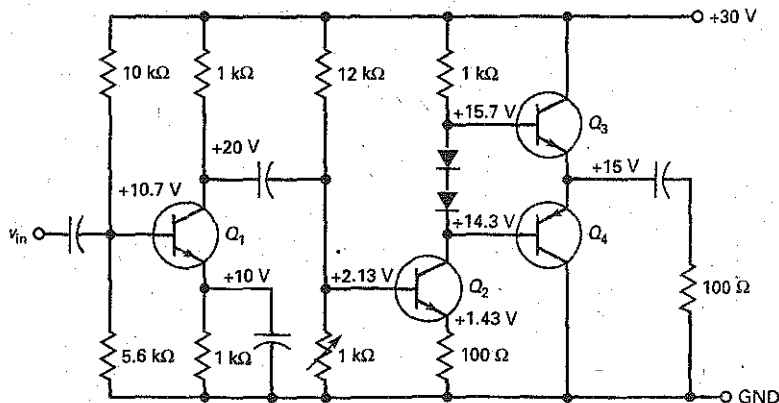 +30 V
10 kΩ
1 kΩ
12 kΩ
1 kΩ
+15.7 V
Q3
+20 V
+15 V
+10.7 V
+14.3 V
vin
Q1
Q4
+10 V
+2.13 V
Q2
100 Ω
+1.43 V
5.6 kΩ
1 kΩ
1 kΩ
100 Ω
GND